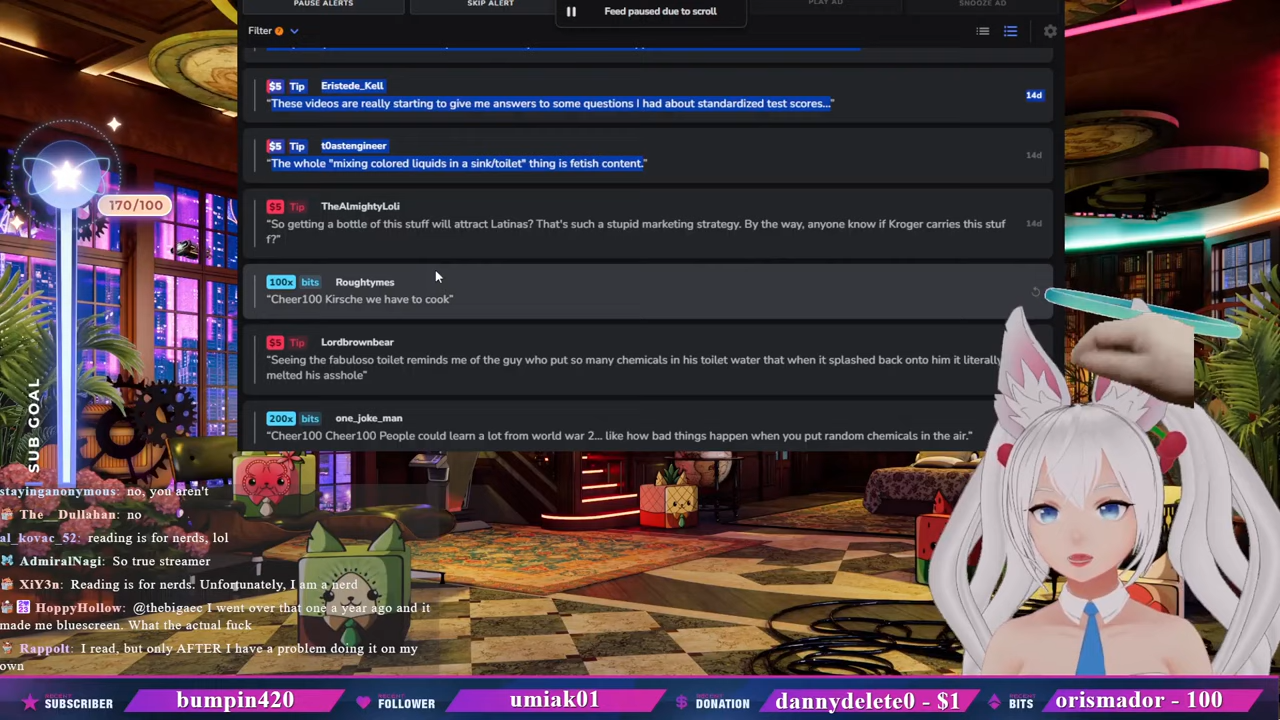 PAUSE ALERTS
SKIP ALERT
Feed paused due to scroll
PLAY AD
SNOOZE AD
Filter
$5 Tip Eristede_Kell
"These videos are really starting to give me answers to some questions I had about standardized test scores..."
14d
$5 Tip t0astengineer
"The whole "mixing colored liquids in a sink/toilet" thing is fetish content."
14d
$5 Tip TheAlmightyLoli
"So getting a bottle of this stuff will attract Latinas? That's such a stupid marketing strategy. By the way, anyone know if Kroger carries this stuf
f?"
14d
100x bits Roughtymes
"Cheer100 Kirsche we have to cook"
$5 Tip Lordbrownbear
"Seeing the fabuloso toilet reminds me of the guy who put so many chemicals in his toilet water that when it splashed back onto him it literally
melted his asshole"
200x bits one_joke_man
"Cheer100 Cheer100 People could learn a lot from world war 2... like how bad things happen when you put random chemicals in the air."
170/100
SUB GOAL
stayinganonymous: no, you aren't
The__Dullahan: no
al_kovac_52: reading is for nerds, lol
AdmiralNagi: So true streamer
XiY3n: Reading is for nerds. Unfortunately, I am a nerd
HoppyHollow: @thebigaec I went over that one a year ago and it
made me bluescreen. What the actual fuck
Rappolt: I read, but only AFTER I have a problem doing it on my
own
RECENT SUBSCRIBER bumpin420
RECENT FOLLOWER umiak01
RECENT DONATION dannydelete0 - $1
RECENT BITS orismador - 100